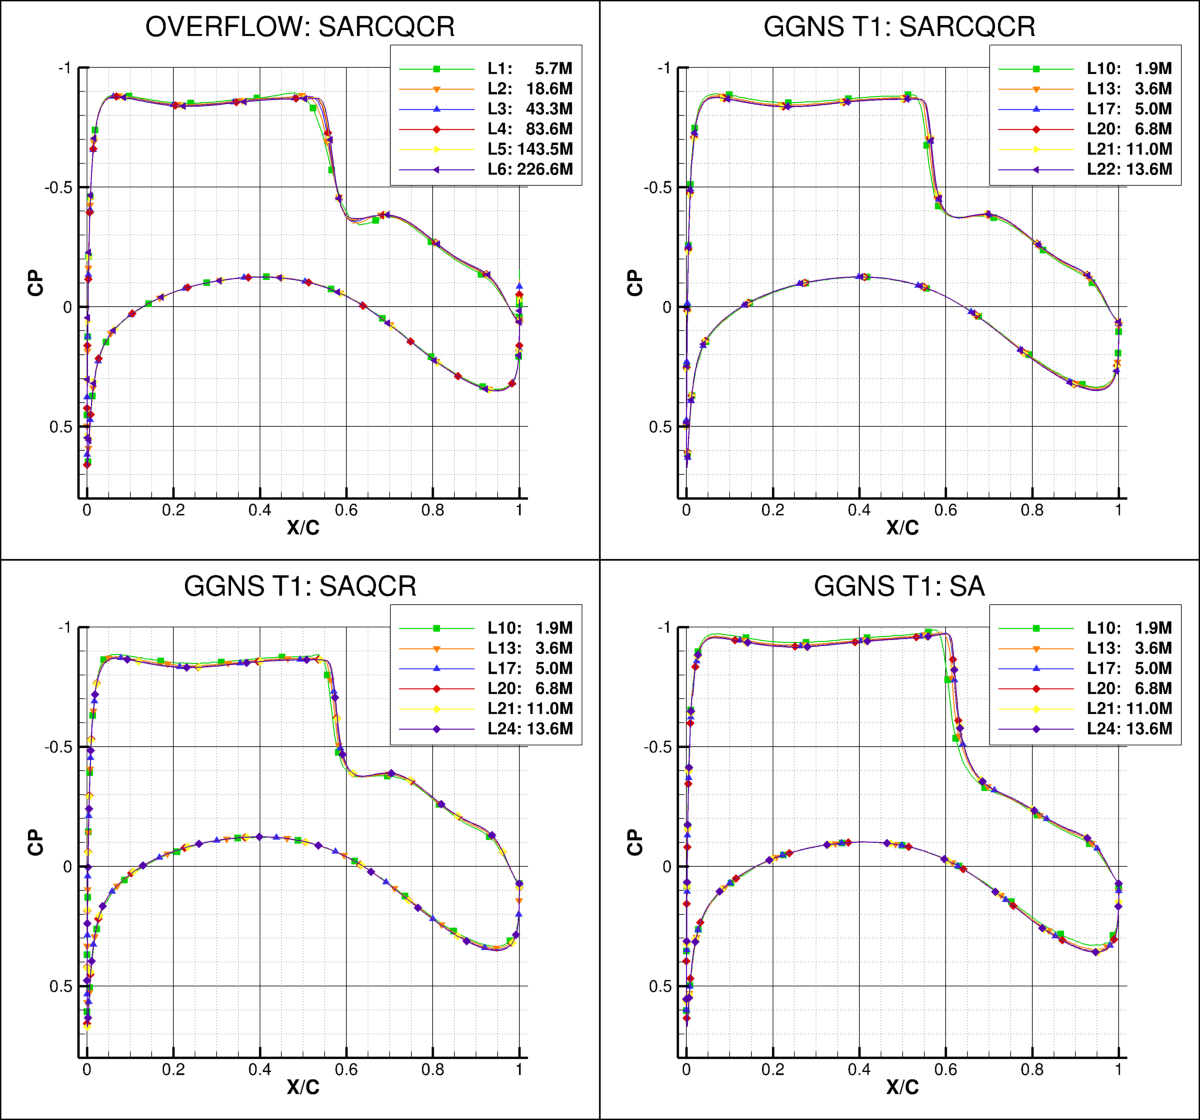 OVERFLOW: SARCQCR
L1: 5.7M
L2: 18.6M
L3: 43.3M
L4: 83.6M
L5: 143.5M
L6: 226.6M
-1
-0.5
0
0.5
CP
0 0.2 0.4 0.6 0.8 1
X/C
GGNS T1: SARCQCR
L10: 1.9M
L13: 3.6M
L17: 5.0M
L20: 6.8M
L21: 11.0M
L22: 13.6M
-1
-0.5
0
0.5
CP
0 0.2 0.4 0.6 0.8 1
X/C
GGNS T1: SAQCR
L10: 1.9M
L13: 3.6M
L17: 5.0M
L20: 6.8M
L21: 11.0M
L24: 13.6M
-1
-0.5
0
0.5
CP
0 0.2 0.4 0.6 0.8 1
X/C
GGNS T1: SA
L10: 1.9M
L13: 3.6M
L17: 5.0M
L20: 6.8M
L21: 11.0M
L24: 13.6M
-1
-0.5
0
0.5
CP
0 0.2 0.4 0.6 0.8 1
X/C